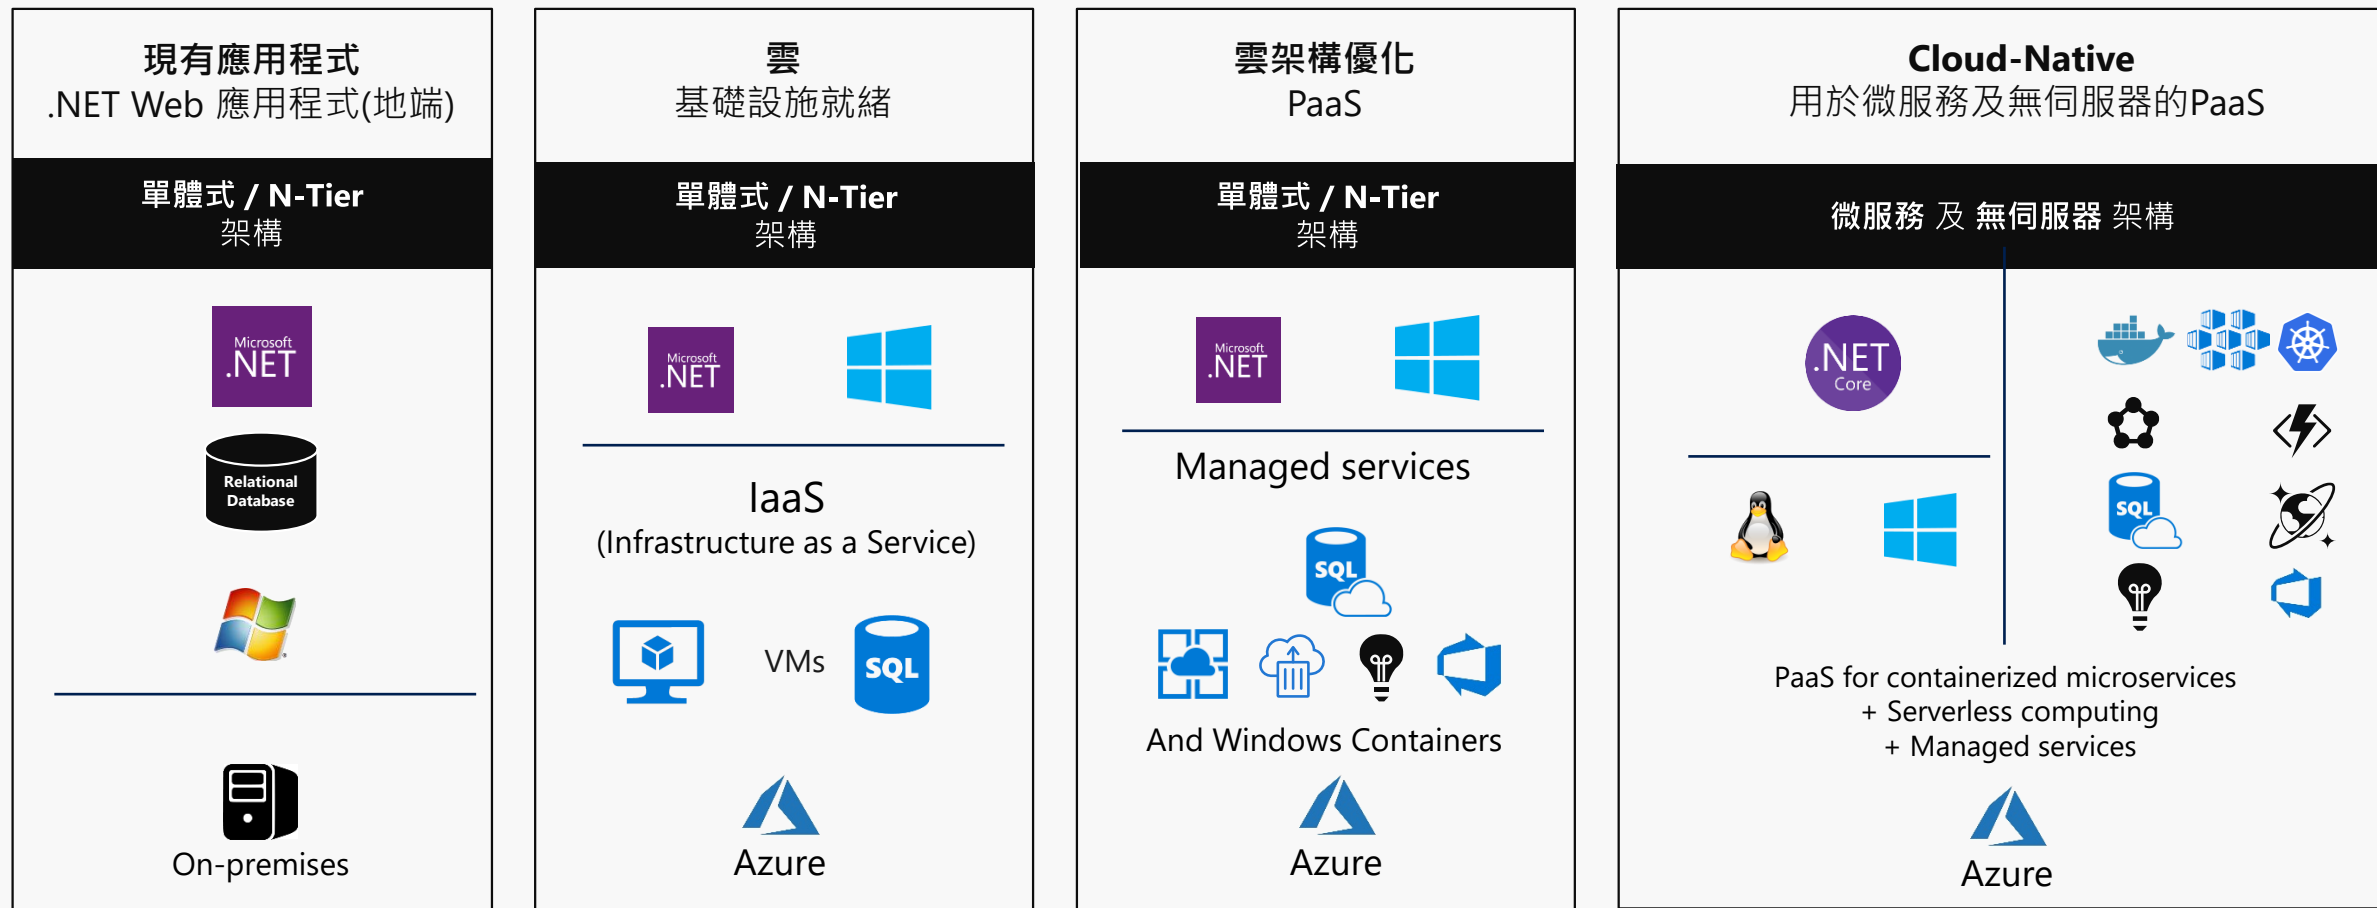 現有應用程式
.NET Web 應用程式(地端)
單體式 / N-Tier
架構
Microsoft
.NET
Relational
Database
On-premises
雲
基礎設施就緒
單體式 / N-Tier
架構
Microsoft
.NET
IaaS
(Infrastructure as a Service)
VMs
SQL
Azure
雲架構優化
PaaS
單體式 / N-Tier
架構
Microsoft
.NET
Managed services
SQL
And Windows Containers
Azure
Cloud-Native
用於微服務及無伺服器的PaaS
微服務 及 無伺服器 架構
.NET
Core
SQL
PaaS for containerized microservices
+ Serverless computing
+ Managed services
Azure